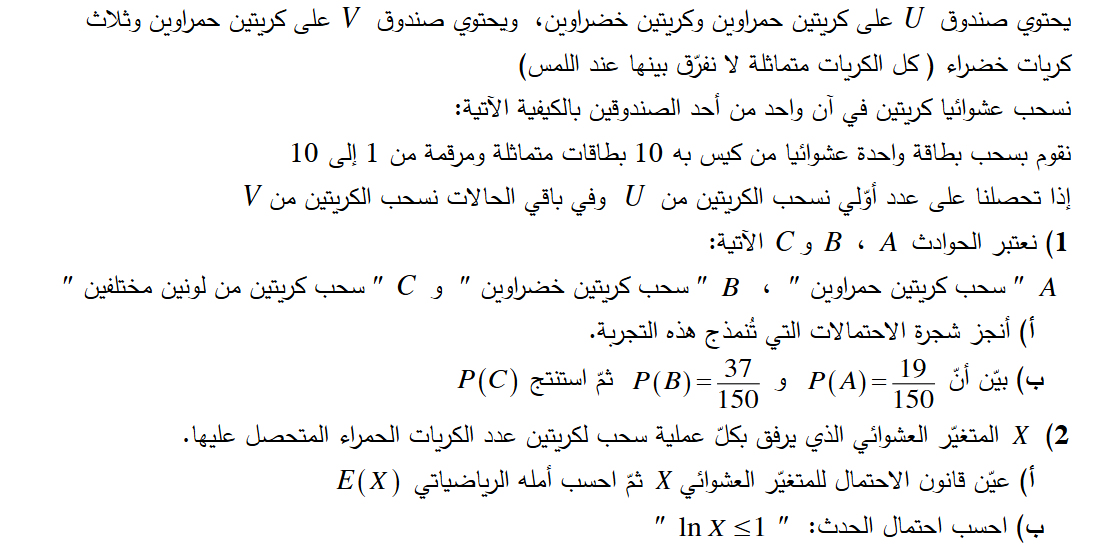 يحتوي صندوق U على كريتين حمراوين وكريتين خضراوين، ويحتوي صندوق V على كريتين حمراوين وثلاث
كريات خضراء ( كل الكريات متماثلة لا نفرّق بينها عند اللمس)
نسحب عشوائيا كريتين في آن واحد من أحد الصندوقين بالكيفية الآتية:
نقوم بسحب بطاقة واحدة عشوائيا من كيس به 10 بطاقات متماثلة ومرقمة من 1 إلى 10
إذا تحصلنا على عدد أوّلي نسحب الكريتين من U وفي باقي الحالات نسحب الكريتين من V
1) نعتبر الحوادث A ، B و C الآتية:
A " سحب كريتين حمراوين " ، B " سحب كريتين خضراوين " و C " سحب كريتين من لونين مختلفين "
أ) أنجز شجرة الاحتمالات التي تُنمذج هذه التجربة.
ب) بيّن أنّ P(A)=19/150 و P(B)=37/150 ثمّ استنتج P(C)
2) X المتغيّر العشوائي الذي يرفق بكلّ عملية سحب لكريتين عدد الكريات الحمراء المتحصل عليها.
أ) عيّن قانون الاحتمال للمتغيّر العشوائي X ثمّ احسب أمله الرياضياتي E(X)
ب) احسب احتمال الحدث: " ln X ≤1 "